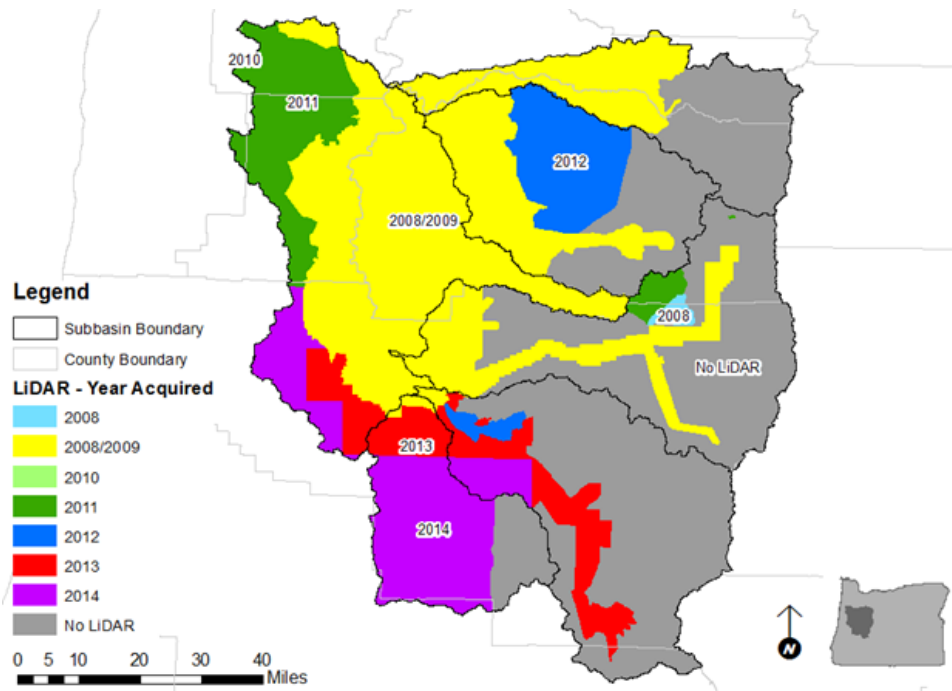 2010
2011
2012
2008/2009
2008
No LiDAR
2013
2014
Legend
Subbasin Boundary
County Boundary
LiDAR - Year Acquired
2008
2008/2009
2010
2011
2012
2013
2014
No LiDAR
0 5 10 20 30 40
Miles
N